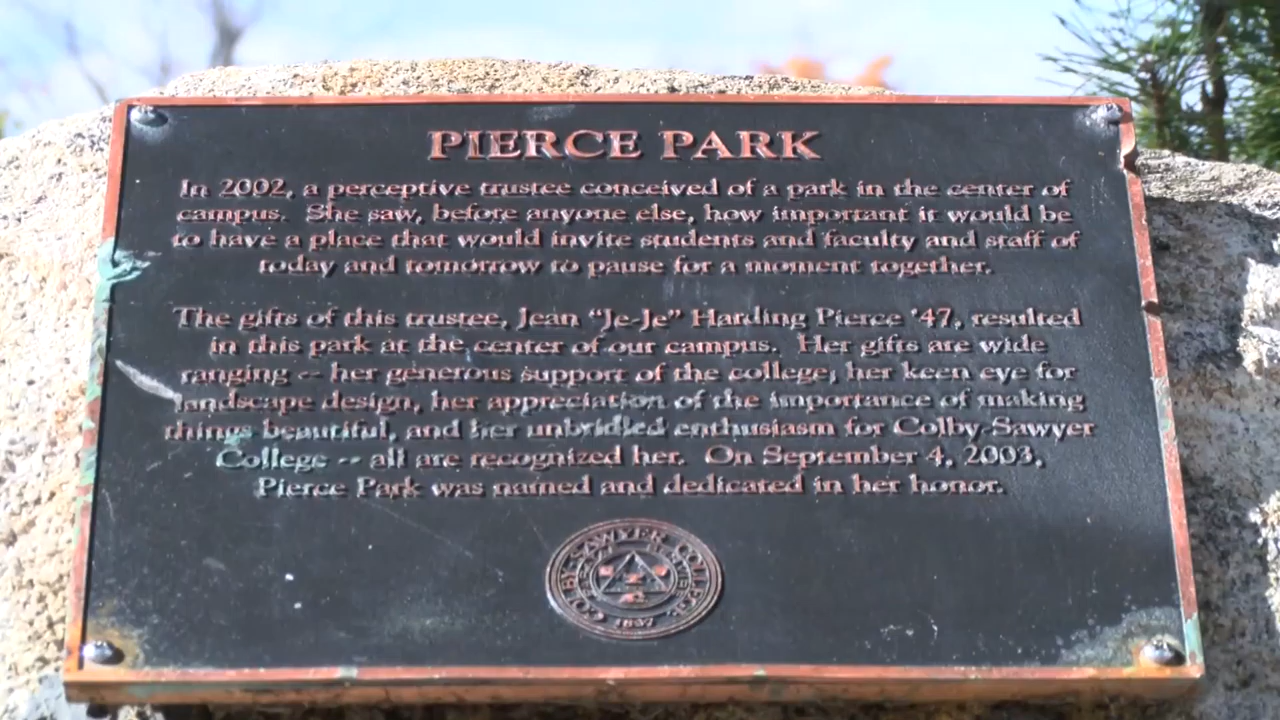 PIERCE PARK
In 2002, a perceptive trustee conceived of a park in the center of
campus. She saw, before anyone else, how important it would be
to have a place that would invite students and faculty and staff of
today and tomorrow to pause for a moment together.
The gifts of this trustee, Jean "Je-Je" Harding Pierce '47, resulted
in this park at the center of our campus. Her gifts are wide
ranging -- her generous support of the college, her keen eye for
landscape design, her appreciation of the importance of making
things beautiful, and her unbridled enthusiasm for Colby-Sawyer
College -- all are recognized her. On September 4, 2003,
Pierce Park was named and dedicated in her honor.
COLBY-SAWYER COLLEGE
1837